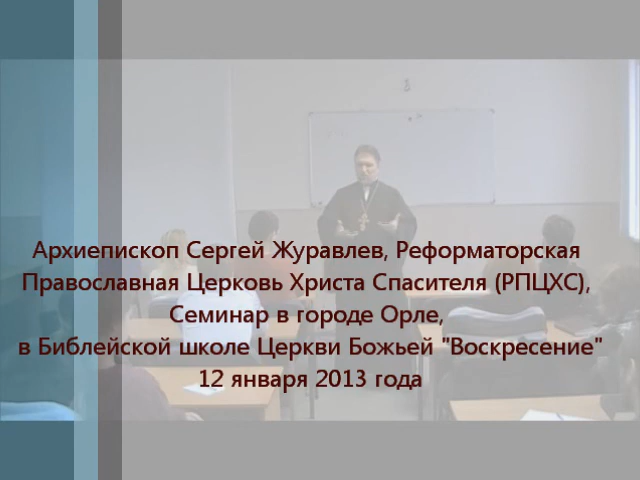 Архиепископ Сергей Журавлев, Реформаторская
Православная Церковь Христа Спасителя (РПЦХС),
Семинар в городе Орле,
в Библейской школе Церкви Божьей "Воскресение"
12 января 2013 года